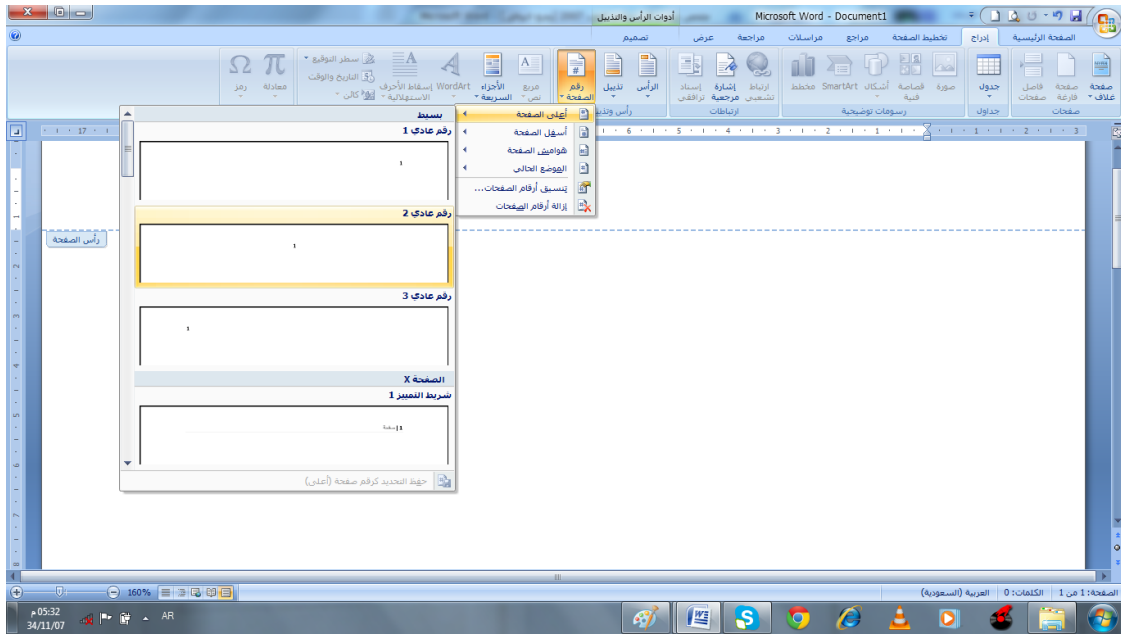 أدوات الرأس والتذييل
Microsoft Word - Document1
الصفحة الرئيسية
إدراج
تخطيط الصفحة
مراجع
مراسلات
مراجعة
عرض
تصميم
صفحة غلاف
صفحة فارغة
فاصل صفحات
جدول
صورة
قصاصة فنية
أشكال
SmartArt
مخطط
ارتباط تشعبي
إشارة مرجعية
إسناد ترافقي
الرأس
تذييل
رقم الصفحة
مربع نص
الأجزاء السريعة
WordArt
إسقاط الأحرف الاستهلالية
سطر التوقيع
التاريخ والوقت
كائن
معادلة
رمز
صفحات
جداول
رسومات توضيحية
ارتباطات
أعلى الصفحة
أسفل الصفحة
هوامش الصفحة
الموضع الحالي
تنسيق أرقام الصفحات...
إزالة أرقام الصفحات
بسيط
رقم عادي 1
1
رقم عادي 2
1
رقم عادي 3
1
الصفحة X
شريط التمييز 1
حفظ التحديد كرقم صفحة (أعلى)
رأس الصفحة
الصفحة: 1 من 1
الكلمات: 0
العربية (السعودية)
160%
AR
05:32 م
34/11/07